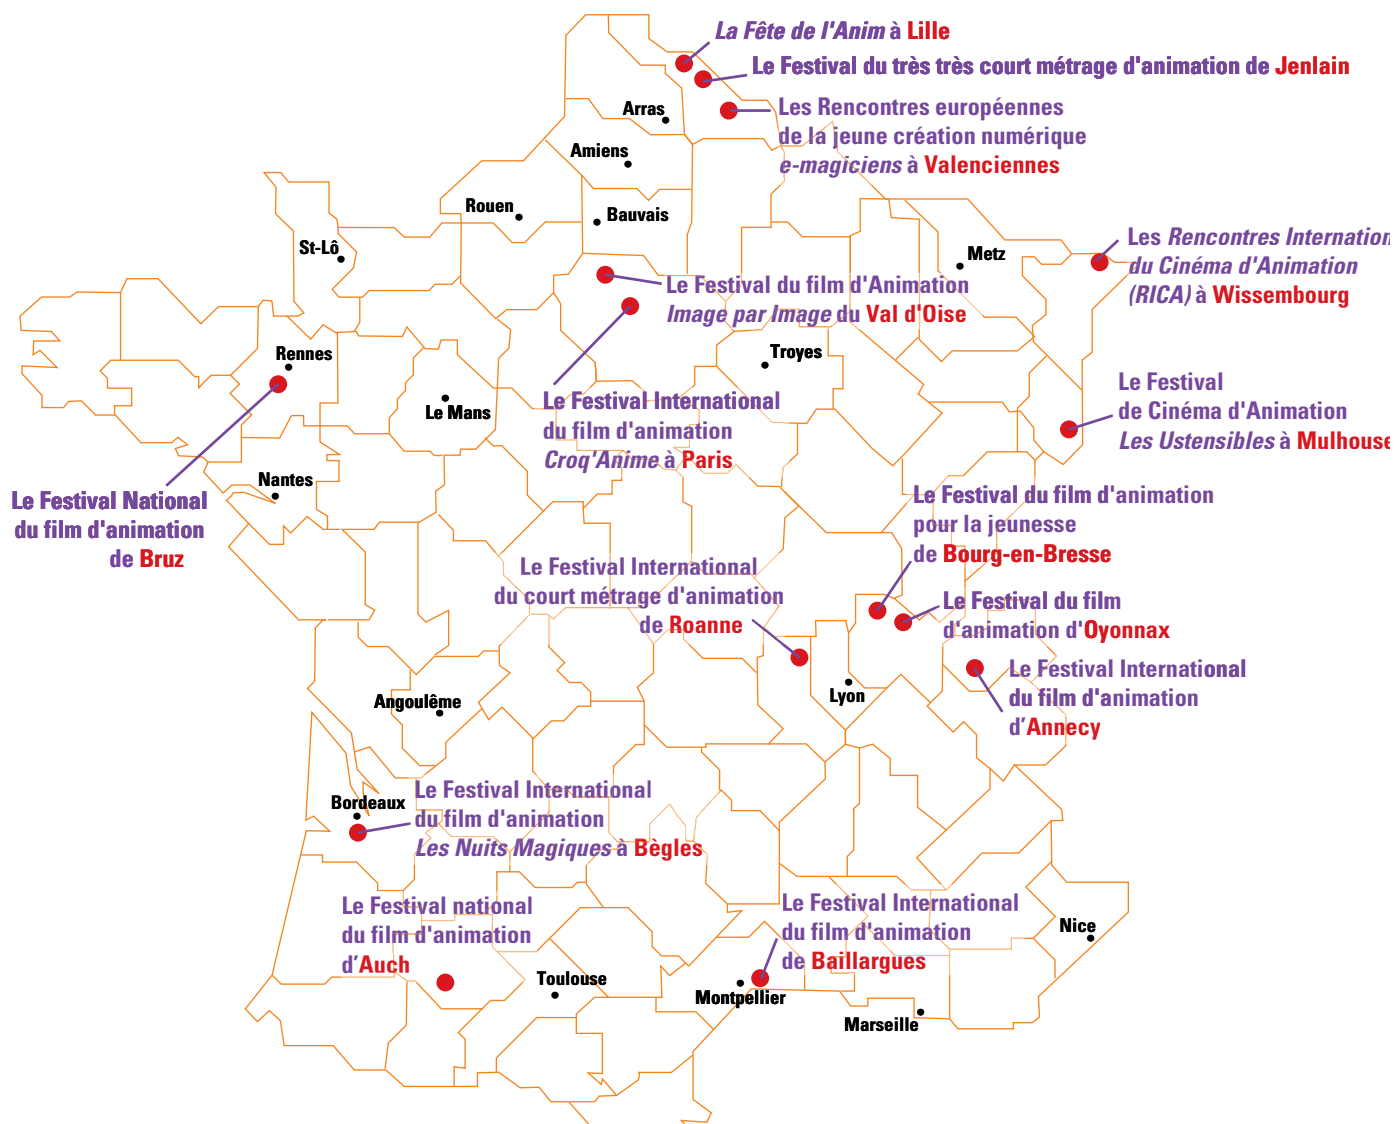 La Fête de l'Anim à Lille
Le Festival du très très court métrage d'animation de Jenlain
Les Rencontres européennes
de la jeune création numérique
e-magiciens à Valenciennes
Arras
Amiens
Rouen
Bauvais
St-Lô
Metz
Les Rencontres Internation
du Cinéma d'Animation
(RICA) à Wissembourg
Le Festival du film d'Animation
Image par Image du Val d'Oise
Rennes
Troyes
Le Mans
Le Festival International
du film d'animation
Croq'Anime à Paris
Le Festival
de Cinéma d'Animation
Les Ustensibles à Mulhouse
Nantes
Le Festival National
du film d'animation
de Bruz
Le Festival du film d'animation
pour la jeunesse
de Bourg-en-Bresse
Le Festival International
du court métrage d'animation
de Roanne
Le Festival du film
d'animation d'Oyonnax
Lyon
Le Festival International
du film d'animation
d'Annecy
Angoulême
Bordeaux
Le Festival International
du film d'animation
Les Nuits Magiques à Bègles
Le Festival national
du film d'animation
d'Auch
Le Festival International
du film d'animation
de Baillargues
Nice
Toulouse
Montpellier
Marseille